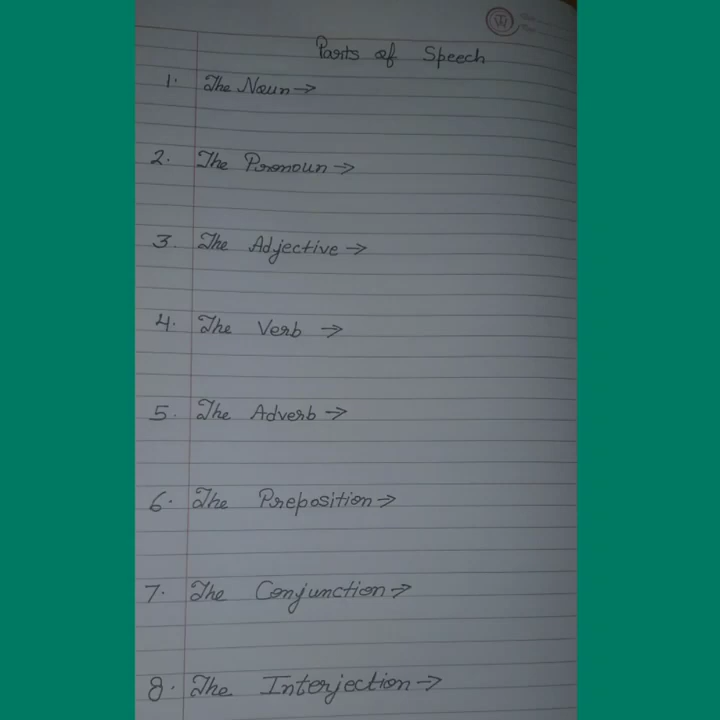 Parts of Speech
1. The Noun →
2. The Pronoun →
3. The Adjective →
4. The Verb →
5. The Adverb →
6. The Preposition →
7. The Conjunction →
8. The Interjection →